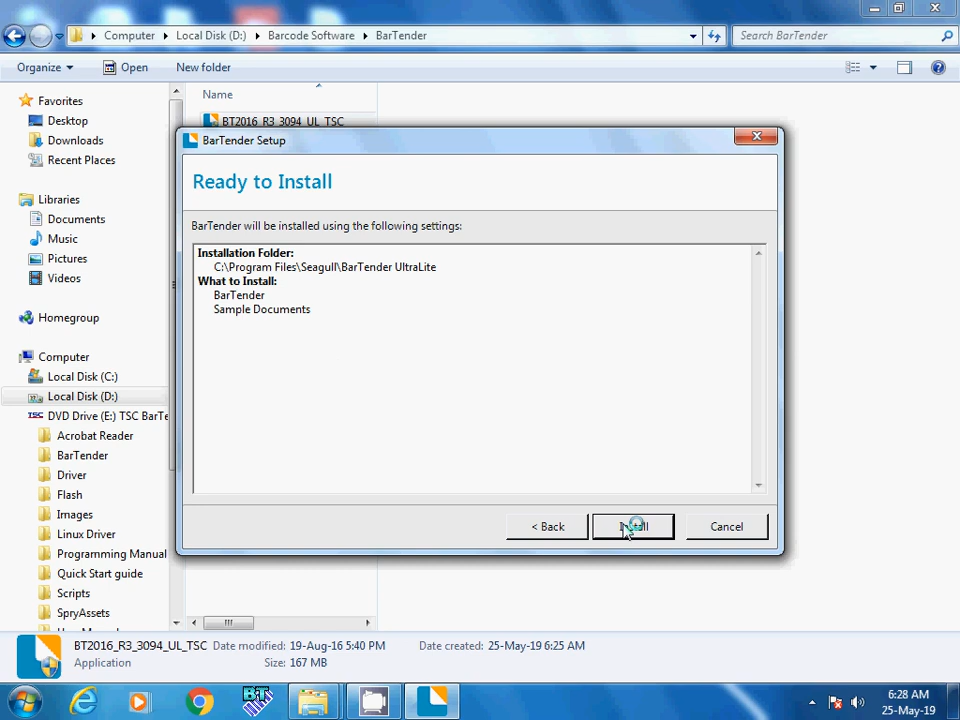 Computer
Local Disk (D:)
Barcode Software
BarTender
Search BarTender
Organize
Open
New folder
Favorites
Desktop
Downloads
Recent Places
Libraries
Documents
Music
Pictures
Videos
Homegroup
Computer
Local Disk (C:)
Local Disk (D:)
TSC DVD Drive (E:) TSC BarTe
Acrobat Reader
BarTender
Driver
Flash
Images
Linux Driver
Programming Manual
Quick Start guide
Scripts
SpryAssets
Name
BT2016_R3_3094_UL_TSC
BarTender Setup
Ready to Install
BarTender will be installed using the following settings:
Installation Folder:
C:\Program Files\Seagull\BarTender UltraLite
What to Install:
BarTender
Sample Documents
< Back
Install
Cancel
BT2016_R3_3094_UL_TSC
Date modified: 19-Aug-16 5:40 PM
Date created: 25-May-19 6:25 AM
Application
Size: 167 MB
BT
6:28 AM
25-May-19